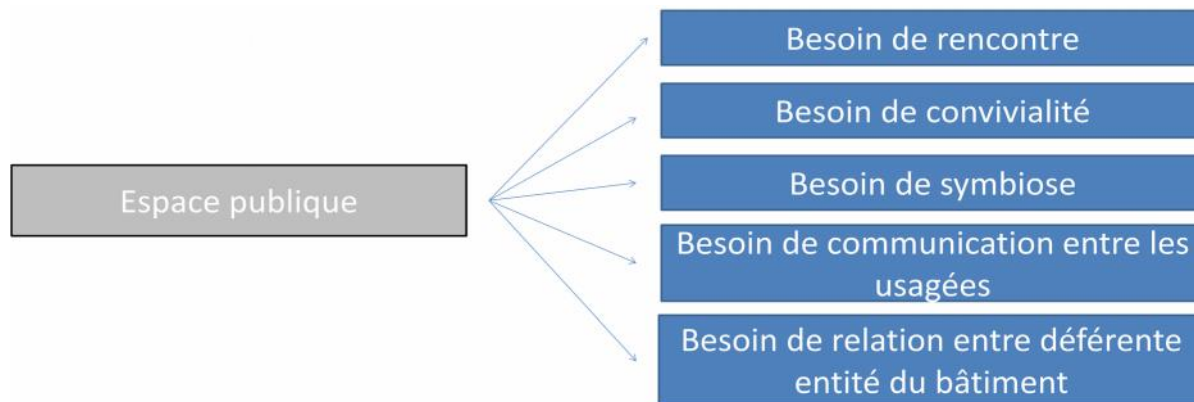 Besoin de rencontre
Besoin de convivialité
Espace publique
Besoin de symbiose
Besoin de communication entre les
usagées
Besoin de relation entre déférente
entité du bâtiment